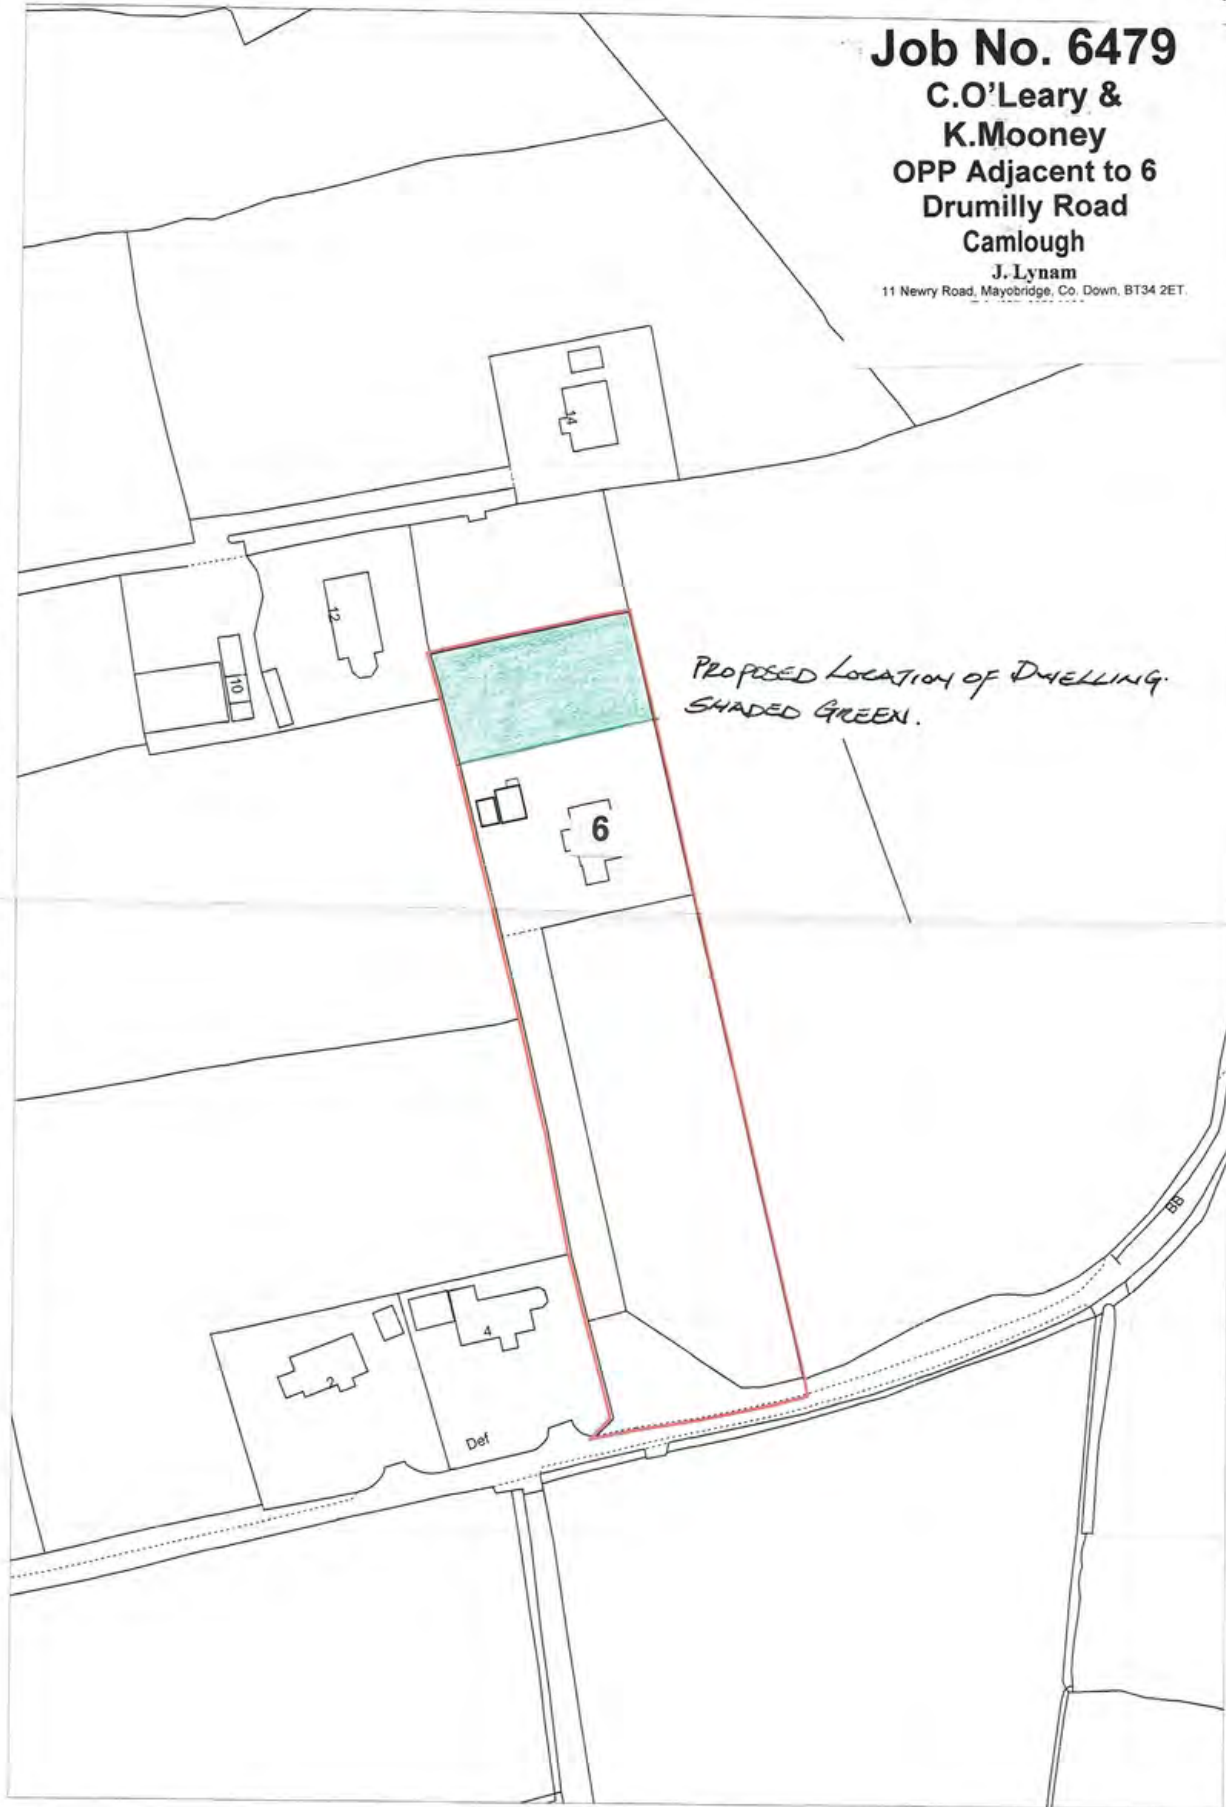 Job No. 6479
C.O'Leary &
K.Mooney
OPP Adjacent to 6
Drumilly Road
Camlough
J. Lynam
11 Newry Road, Mayobridge, Co. Down, BT34 2ET.
14
12
10
PROPOSED LOCATION OF DWELLING.
SHADED GREEN.
6
BB
4
2
Def